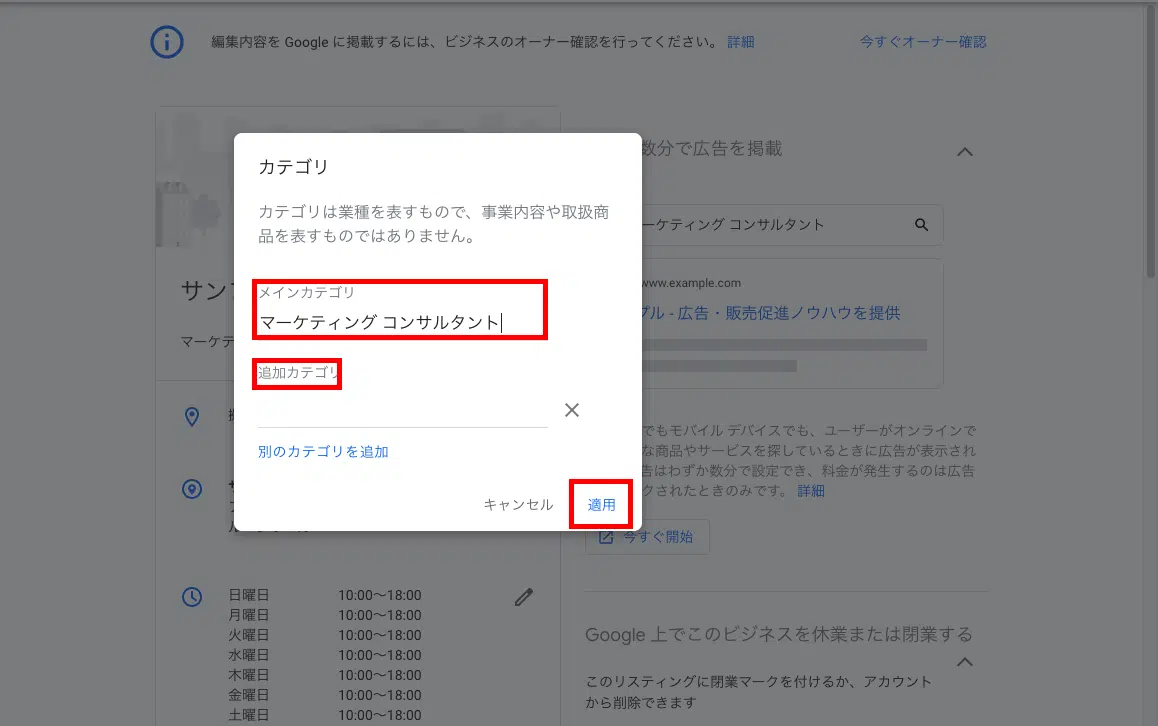 編集内容を Google に掲載するには、ビジネスのオーナー確認を行ってください。 詳細
今すぐオーナー確認
カテゴリ
カテゴリは業種を表すもので、事業内容や取扱商
品を表すものではありません。
メインカテゴリ
マーケティング コンサルタント
追加カテゴリ
別のカテゴリを追加
キャンセル
適用
サン
マーケテ
日曜日 10:00～18:00
月曜日 10:00～18:00
火曜日 10:00～18:00
水曜日 10:00～18:00
木曜日 10:00～18:00
金曜日 10:00～18:00
土曜日 10:00～18:00
数分で広告を掲載
ーケティング コンサルタント
www.example.com
プル - 広告・販売促進ノウハウを提供
でもモバイル デバイスでも、ユーザーがオンラインで
な商品やサービスを探しているときに広告が表示され
告はわずか数分で設定でき、料金が発生するのは広告
クされたときのみです。 詳細
今すぐ開始
Google 上でこのビジネスを休業または閉業する
このリスティングに閉業マークを付けるか、アカウント
から削除できます